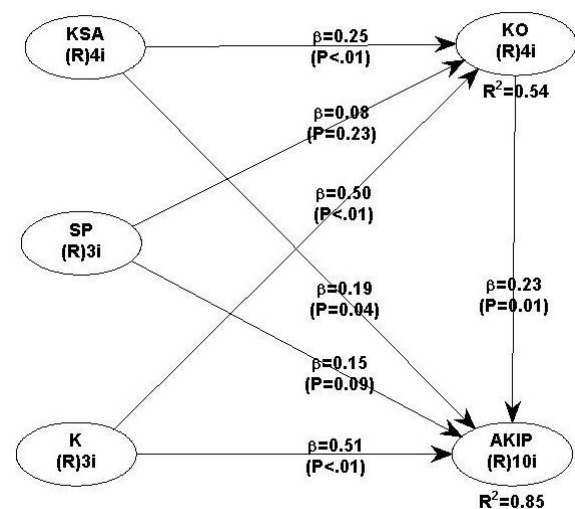 KSA
(R)4i
β=0.25
(P<.01)
KO
(R)4i
R²=0.54
β=0.08
(P=0.23)
β=0.50
(P<.01)
SP
(R)3i
β=0.19
(P=0.04)
β=0.23
(P=0.01)
β=0.15
(P=0.09)
K
(R)3i
β=0.51
(P<.01)
AKIP
(R)10i
R²=0.85